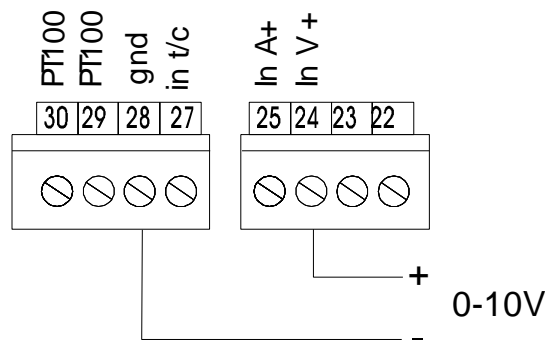 PT100
PT100
gnd
in t/c
In A+
In V +
30 29 28 27
25 24 23 22
+
0-10V
-